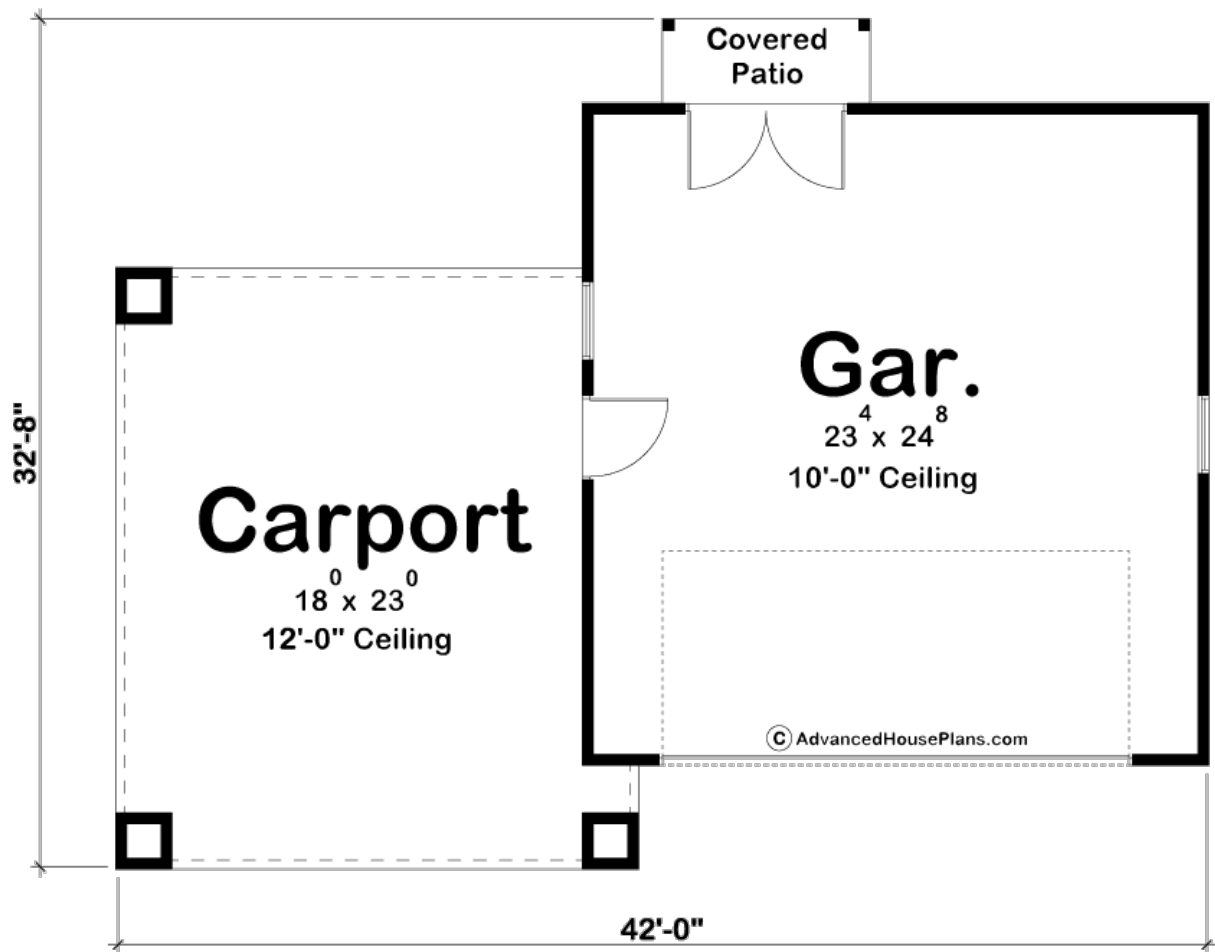 Covered
Patio
32'-8"
Gar.
23⁴ x 24⁸
10'-0" Ceiling
Carport
18⁰ x 23⁰
12'-0" Ceiling
© AdvancedHousePlans.com
42'-0"